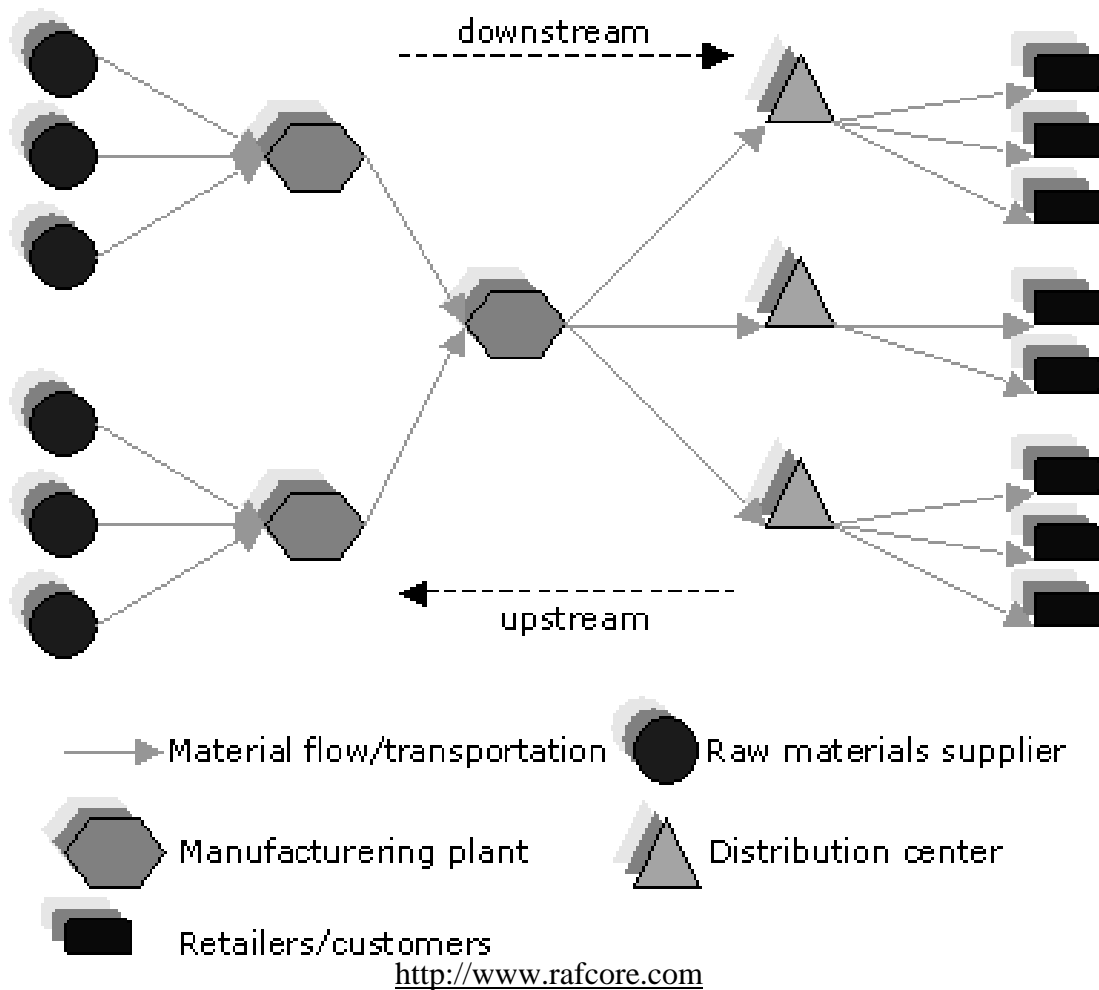 downstream
upstream
Material flow/transportation
Raw materials supplier
Manufacturering plant
Distribution center
Retailers/customers
http://www.rafcore.com